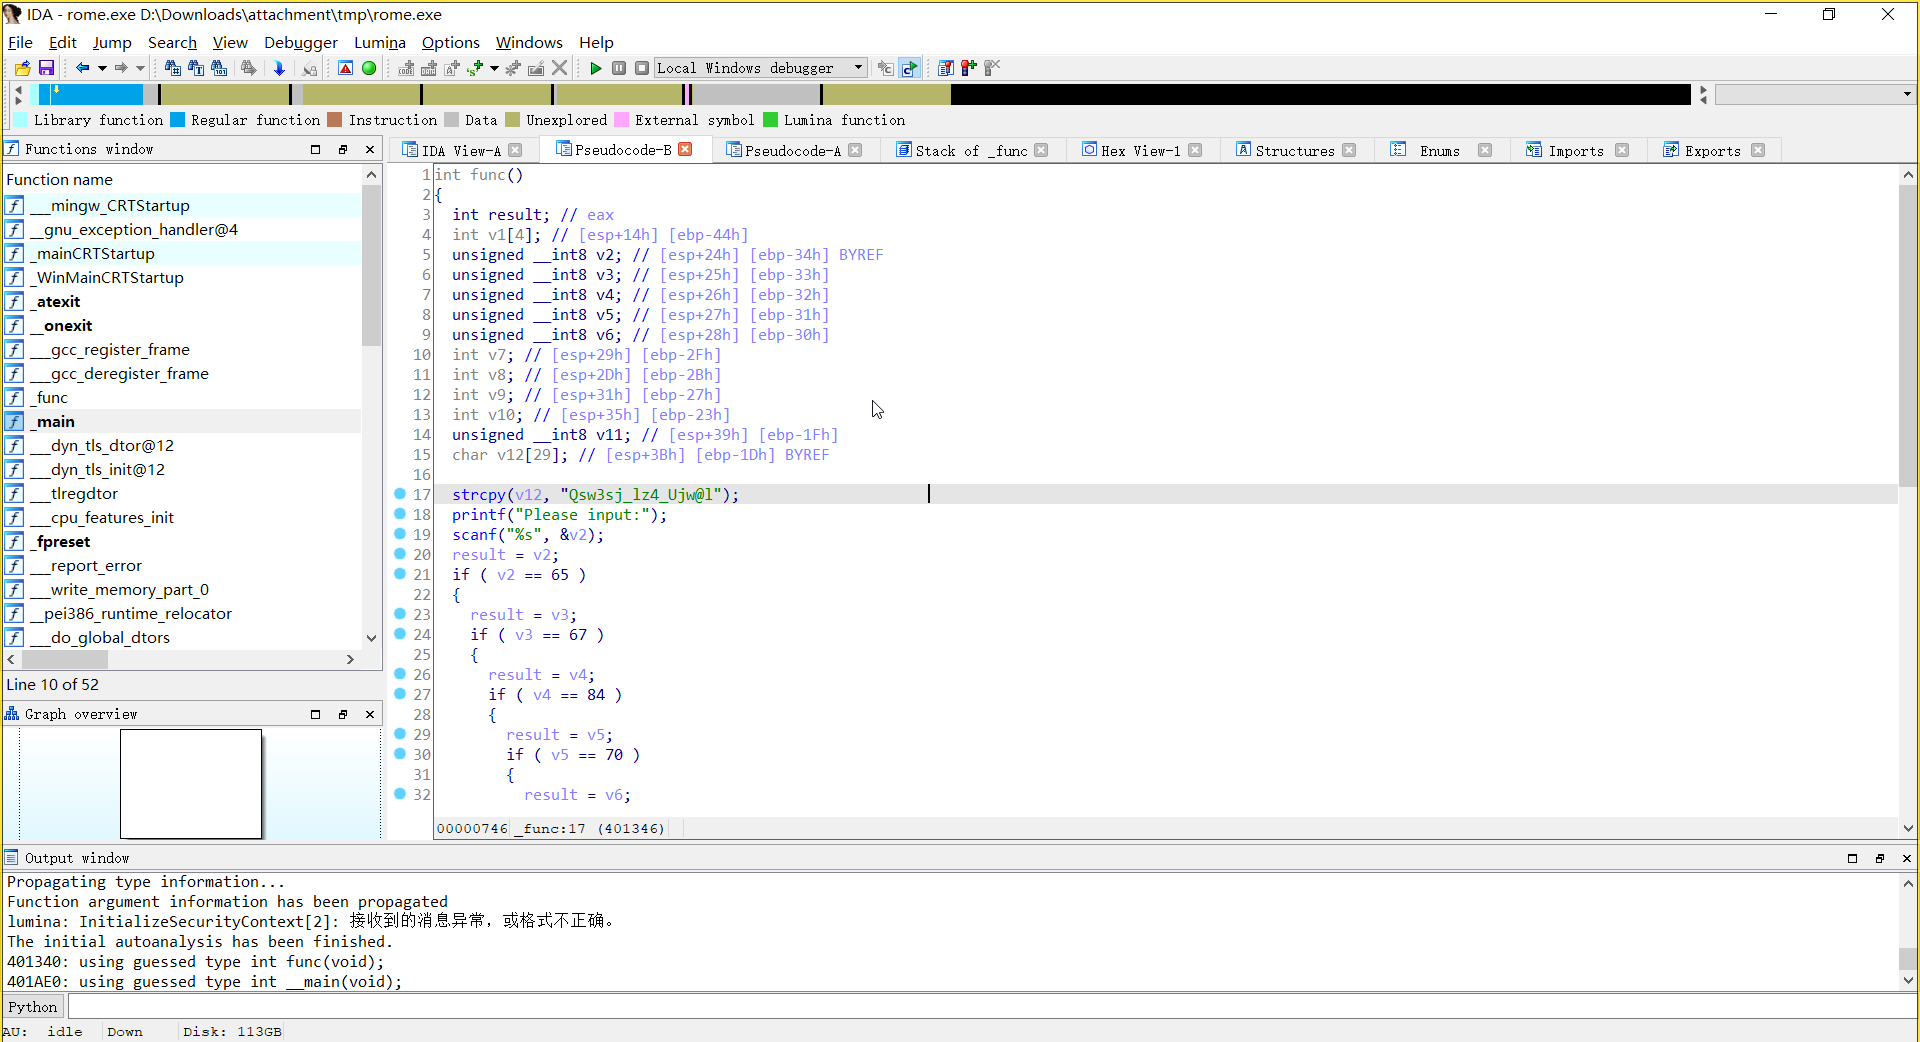 IDA - rome.exe D:\Downloads\attachment\tmp\rome.exe
File Edit Jump Search View Debugger Lumina Options Windows Help
Local Windows debugger
Library function Regular function Instruction Data Unexplored External symbol Lumina function
Functions window
IDA View-A Pseudocode-B Pseudocode-A Stack of _func Hex View-1 Structures Enums Imports Exports
Function name
___mingw_CRTStartup
__gnu_exception_handler@4
_mainCRTStartup
_WinMainCRTStartup
_atexit
__onexit
___gcc_register_frame
___gcc_deregister_frame
_func
_main
___dyn_tls_dtor@12
___dyn_tls_init@12
___tlregdtor
___cpu_features_init
_fpreset
___report_error
___write_memory_part_0
__pei386_runtime_relocator
___do_global_dtors
Line 10 of 52
Graph overview
1 int func()
2 {
3 int result; // eax
4 int v1[4]; // [esp+14h] [ebp-44h]
5 unsigned __int8 v2; // [esp+24h] [ebp-34h] BYREF
6 unsigned __int8 v3; // [esp+25h] [ebp-33h]
7 unsigned __int8 v4; // [esp+26h] [ebp-32h]
8 unsigned __int8 v5; // [esp+27h] [ebp-31h]
9 unsigned __int8 v6; // [esp+28h] [ebp-30h]
10 int v7; // [esp+29h] [ebp-2Fh]
11 int v8; // [esp+2Dh] [ebp-2Bh]
12 int v9; // [esp+31h] [ebp-27h]
13 int v10; // [esp+35h] [ebp-23h]
14 unsigned __int8 v11; // [esp+39h] [ebp-1Fh]
15 char v12[29]; // [esp+3Bh] [ebp-1Dh] BYREF
16
17 strcpy(v12, "Qsw3sj_lz4_Ujw@l");
18 printf("Please input:");
19 scanf("%s", &v2);
20 result = v2;
21 if ( v2 == 65 )
22 {
23 result = v3;
24 if ( v3 == 67 )
25 {
26 result = v4;
27 if ( v4 == 84 )
28 {
29 result = v5;
30 if ( v5 == 70 )
31 {
32 result = v6;
00000746 _func:17 (401346)
Output window
Propagating type information...
Function argument information has been propagated
lumina: InitializeSecurityContext[2]: 接收到的消息异常，或格式不正确。
The initial autoanalysis has been finished.
401340: using guessed type int func(void);
401AE0: using guessed type int __main(void);
Python
AU: idle Down Disk: 113GB